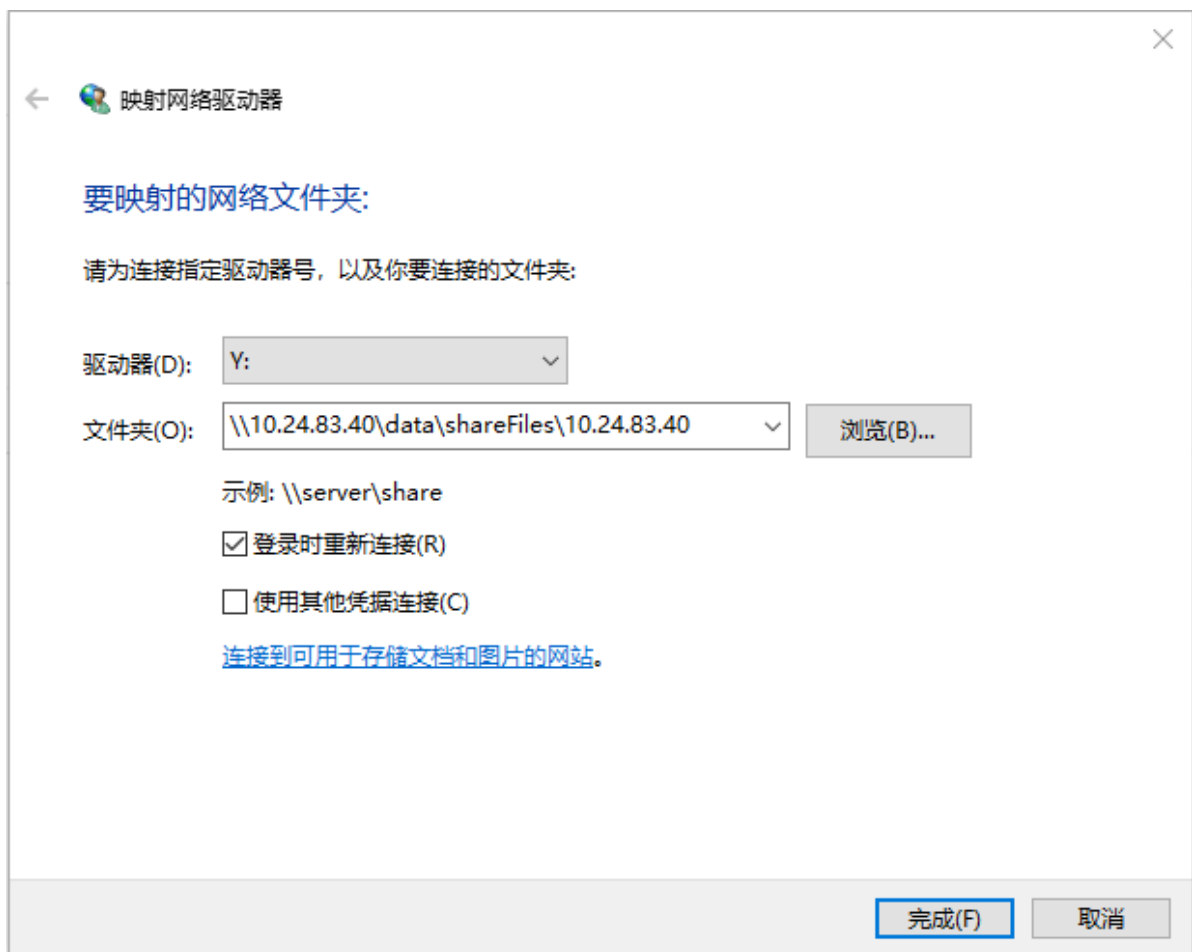 映射网络驱动器
要映射的网络文件夹:
请为连接指定驱动器号，以及你要连接的文件夹:
驱动器(D): Y:
文件夹(O): \\10.24.83.40\data\shareFiles\10.24.83.40 浏览(B)...
示例: \\server\share
登录时重新连接(R)
使用其他凭据连接(C)
连接到可用于存储文档和图片的网站。
完成(F) 取消